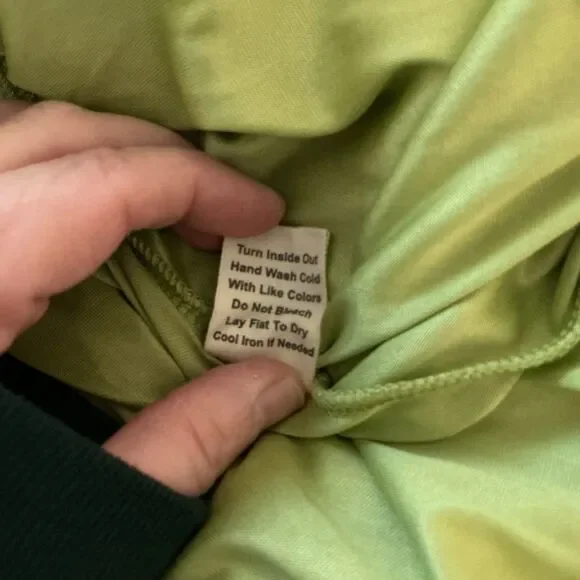 Turn Inside Out
Hand Wash Cold
With Like Colors
Do Not Bleach
Lay Flat To Dry
Cool Iron If Needed